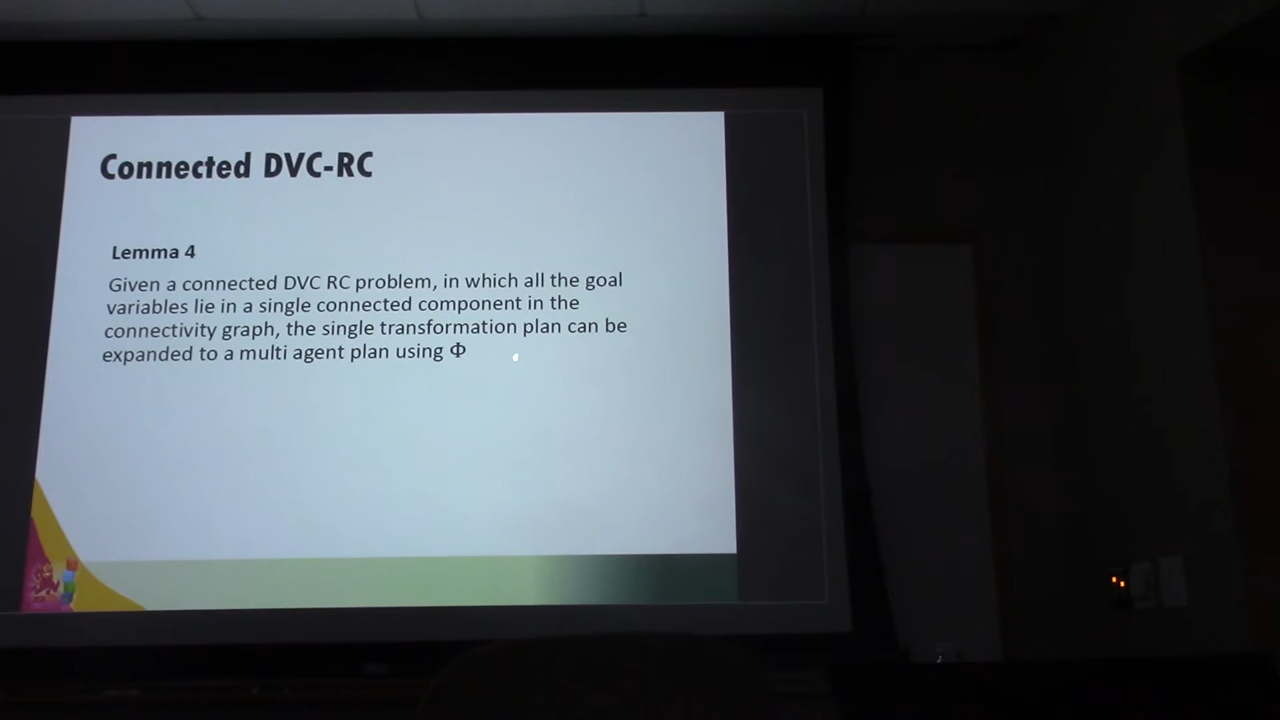 Connected DVC-RC
Lemma 4
Given a connected DVC RC problem, in which all the goal
variables lie in a single connected component in the
connectivity graph, the single transformation plan can be
expanded to a multi agent plan using Φ